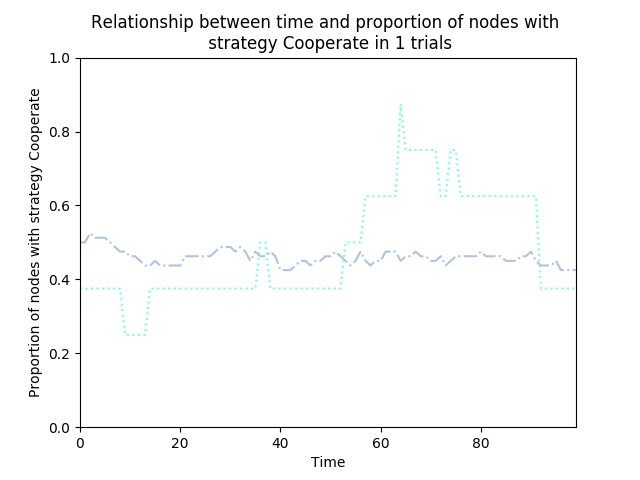 Relationship between time and proportion of nodes with
strategy Cooperate in 1 trials
Proportion of nodes with strategy Cooperate
1.0
0.8
0.6
0.4
0.2
0.0
0 20 40 60 80
Time